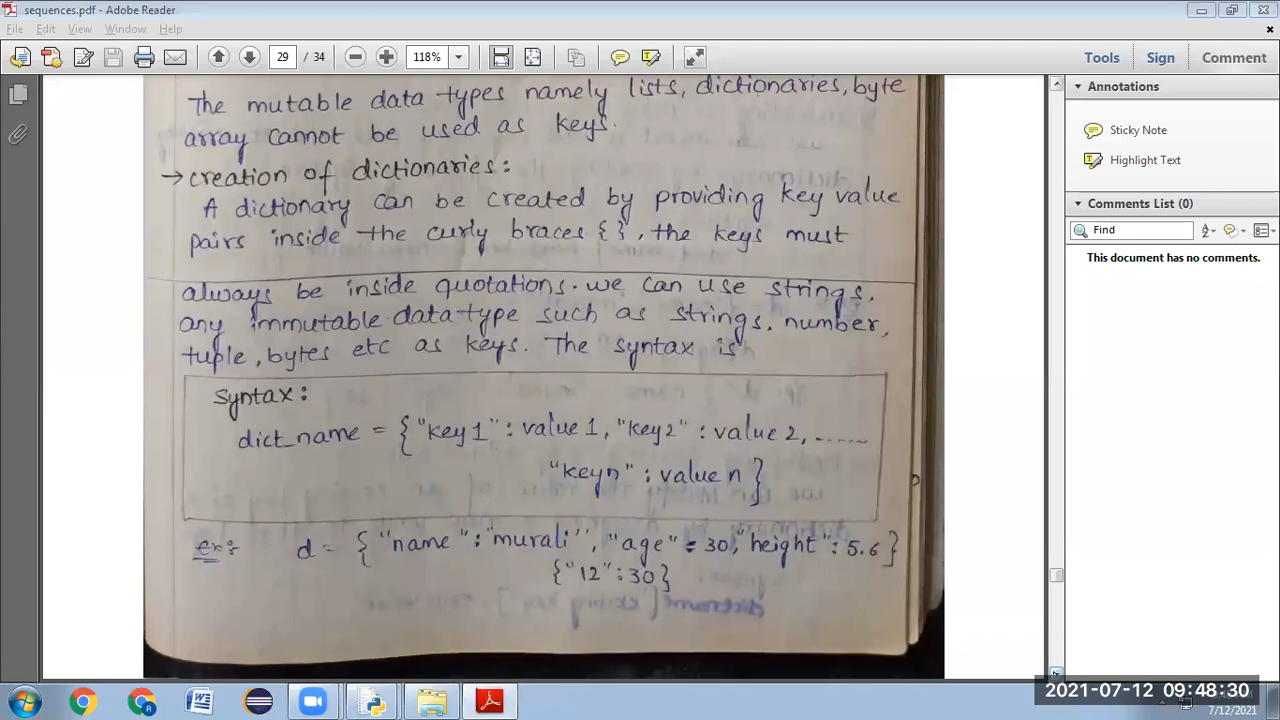 sequences.pdf - Adobe Reader
File Edit View Window Help
29 / 34 118% Tools Sign Comment
The mutable data types namely lists, dictionaries, byte
array cannot be used as keys.
→ creation of dictionaries:
A dictionary can be created by providing key value
pairs inside the curly braces { }, the keys must
always be inside quotations. we can use strings,
any immutable data type such as strings, number,
tuple, bytes etc as keys. The syntax is
syntax:
dict_name = {"key1" : value 1, "key2" : value 2, ......
"keyn" : value n }
ex:  d = { "name" : "murali", "age" : 30, "height" : 5.6 }
{"12" : 30}
Annotations
Sticky Note
Highlight Text
Comments List (0)
Find
This document has no comments.
2021-07-12 09:48:30
7/12/2021